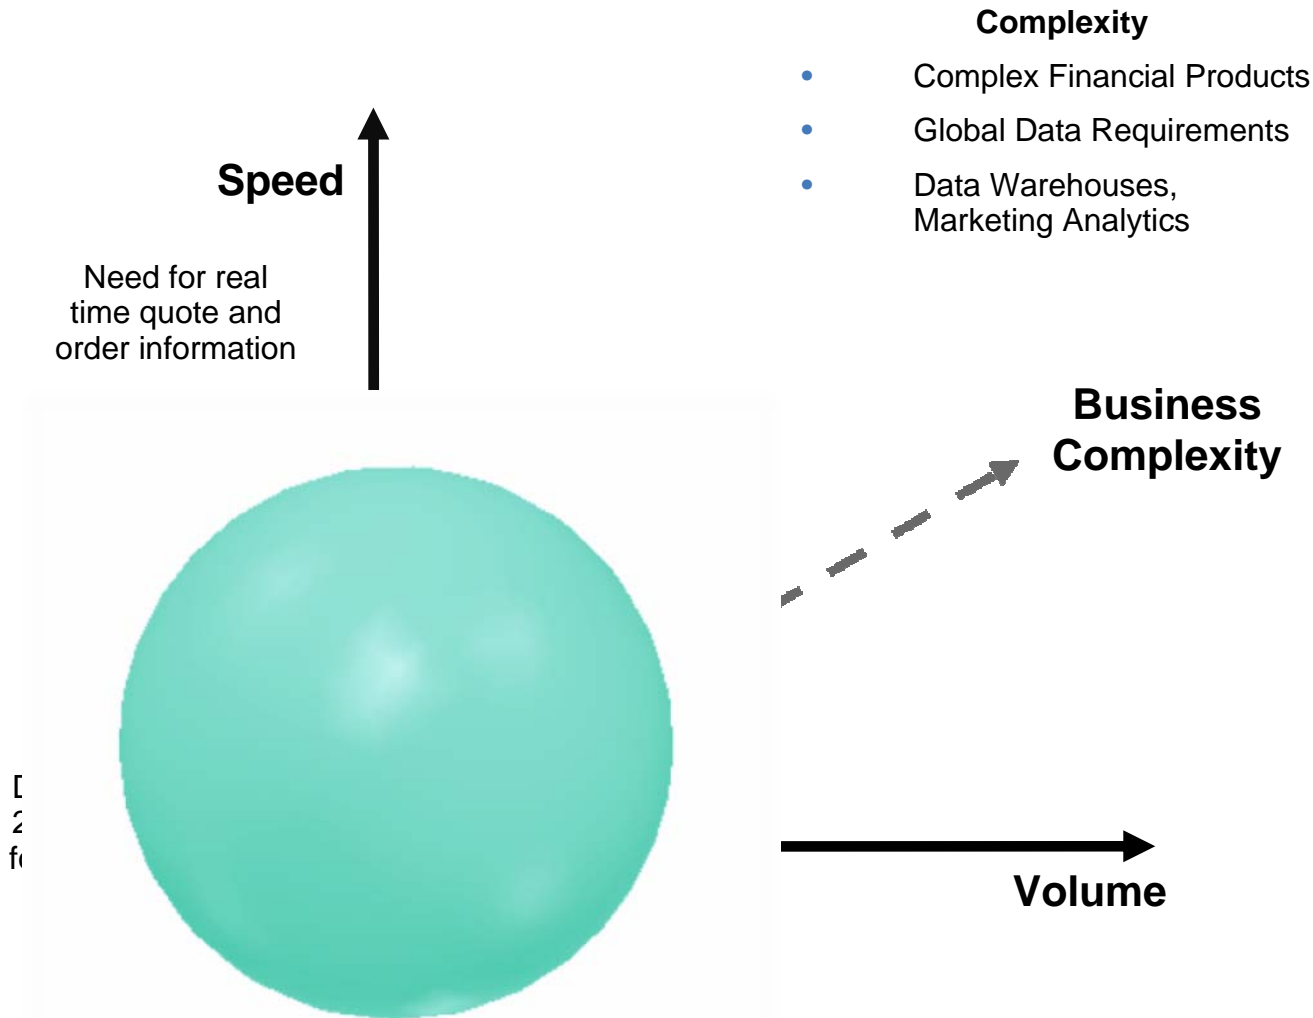 Complexity
• Complex Financial Products
• Global Data Requirements
• Data Warehouses,
Marketing Analytics
Speed
Need for real
time quote and
order information
Business
Complexity
Volume